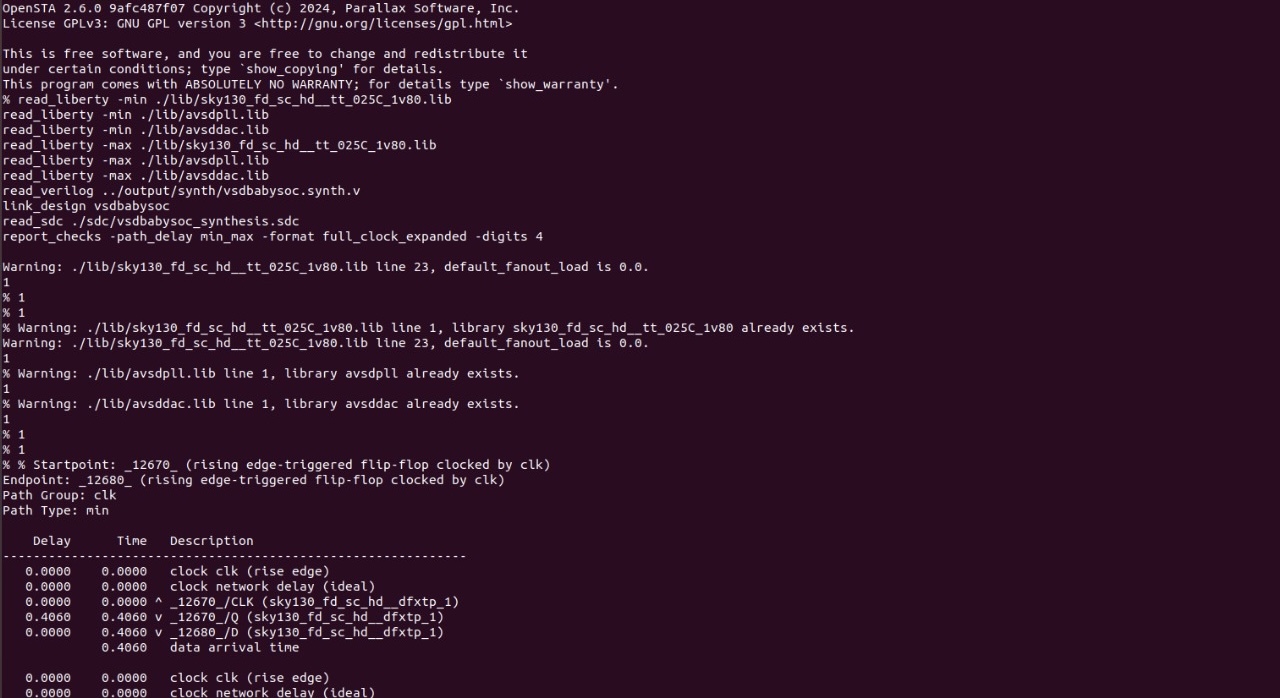 OpenSTA 2.6.0 9afc487f07 Copyright (c) 2024, Parallax Software, Inc.
License GPLv3: GNU GPL version 3 <http://gnu.org/licenses/gpl.html>

This is free software, and you are free to change and redistribute it
under certain conditions; type `show_copying' for details.
This program comes with ABSOLUTELY NO WARRANTY; for details type `show_warranty'.
% read_liberty -min ./lib/sky130_fd_sc_hd__tt_025C_1v80.lib
read_liberty -min ./lib/avsdpll.lib
read_liberty -min ./lib/avsddac.lib
read_liberty -max ./lib/sky130_fd_sc_hd__tt_025C_1v80.lib
read_liberty -max ./lib/avsdpll.lib
read_liberty -max ./lib/avsddac.lib
read_verilog ../output/synth/vsdbabysoc.synth.v
link_design vsdbabysoc
read_sdc ./sdc/vsdbabysoc_synthesis.sdc
report_checks -path_delay min_max -format full_clock_expanded -digits 4

Warning: ./lib/sky130_fd_sc_hd__tt_025C_1v80.lib line 23, default_fanout_load is 0.0.
1
% 1
% 1
% Warning: ./lib/sky130_fd_sc_hd__tt_025C_1v80.lib line 1, library sky130_fd_sc_hd__tt_025C_1v80 already exists.
Warning: ./lib/sky130_fd_sc_hd__tt_025C_1v80.lib line 23, default_fanout_load is 0.0.
1
% Warning: ./lib/avsdpll.lib line 1, library avsdpll already exists.
1
% Warning: ./lib/avsddac.lib line 1, library avsddac already exists.
1
% 1
% 1
% % Startpoint: _12670_ (rising edge-triggered flip-flop clocked by clk)
Endpoint: _12680_ (rising edge-triggered flip-flop clocked by clk)
Path Group: clk
Path Type: min

    Delay      Time   Description
-------------------------------------------------------------
   0.0000    0.0000   clock clk (rise edge)
   0.0000    0.0000   clock network delay (ideal)
   0.0000    0.0000 ^ _12670_/CLK (sky130_fd_sc_hd__dfxtp_1)
   0.4060    0.4060 v _12670_/Q (sky130_fd_sc_hd__dfxtp_1)
   0.0000    0.4060 v _12680_/D (sky130_fd_sc_hd__dfxtp_1)
             0.4060   data arrival time

   0.0000    0.0000   clock clk (rise edge)
   0.0000    0.0000   clock network delay (ideal)